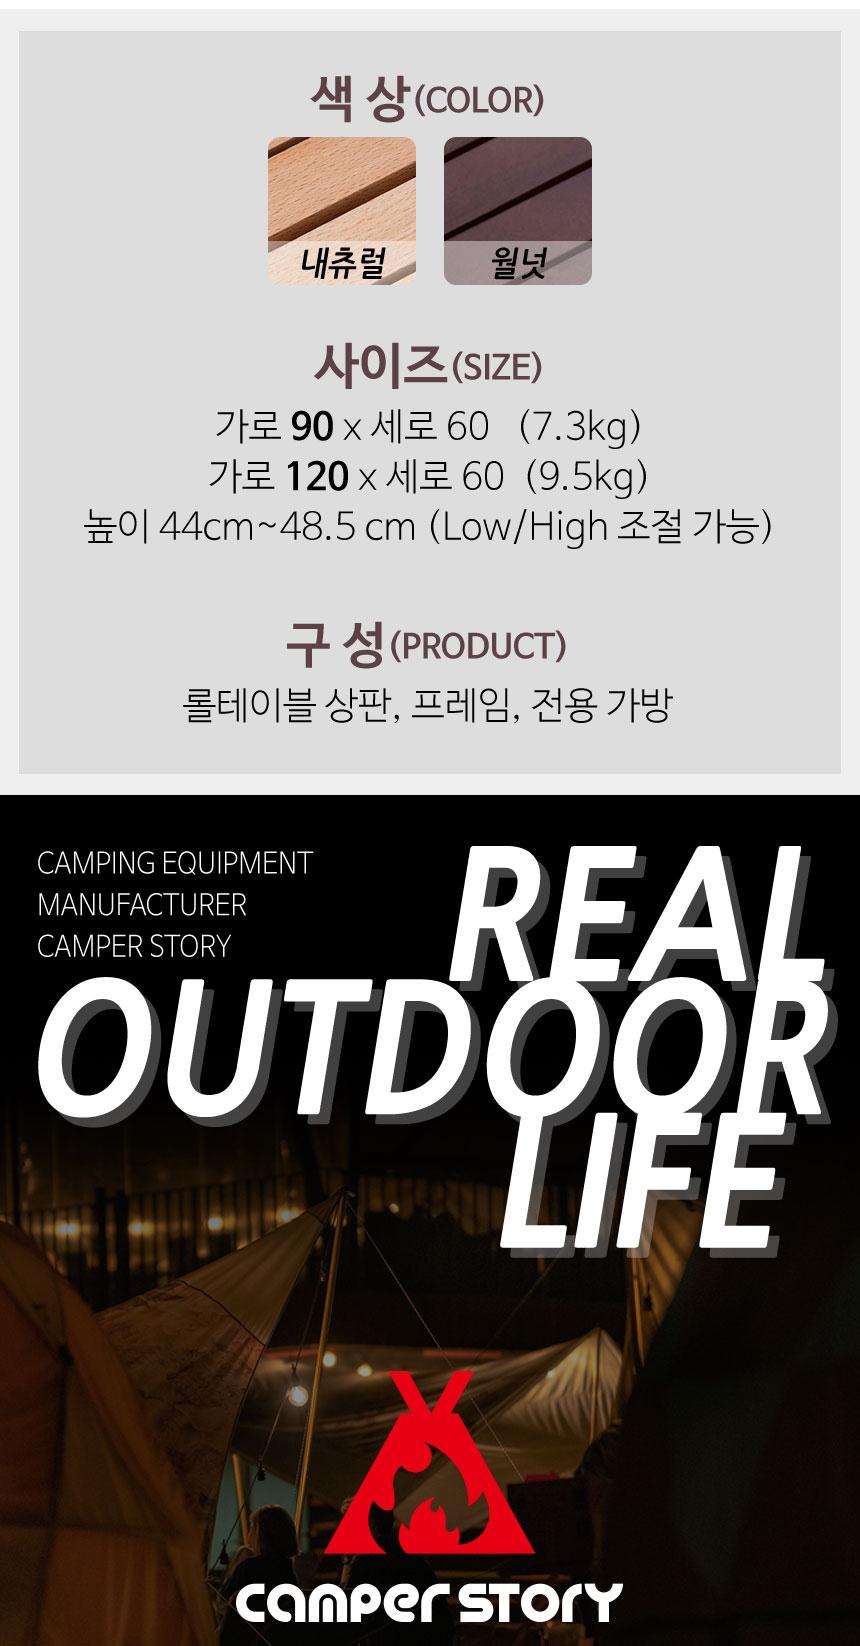 색 상(COLOR)
내츄럴
월넛
사이즈(SIZE)
가로 90 x 세로 60 (7.3kg)
가로 120 x 세로 60 (9.5kg)
높이 44cm~48.5 cm (Low/High 조절 가능)
구 성(PRODUCT)
롤테이블 상판, 프레임, 전용 가방
CAMPING EQUIPMENT
MANUFACTURER
CAMPER STORY
REAL
OUTDOOR
LIFE
camper story